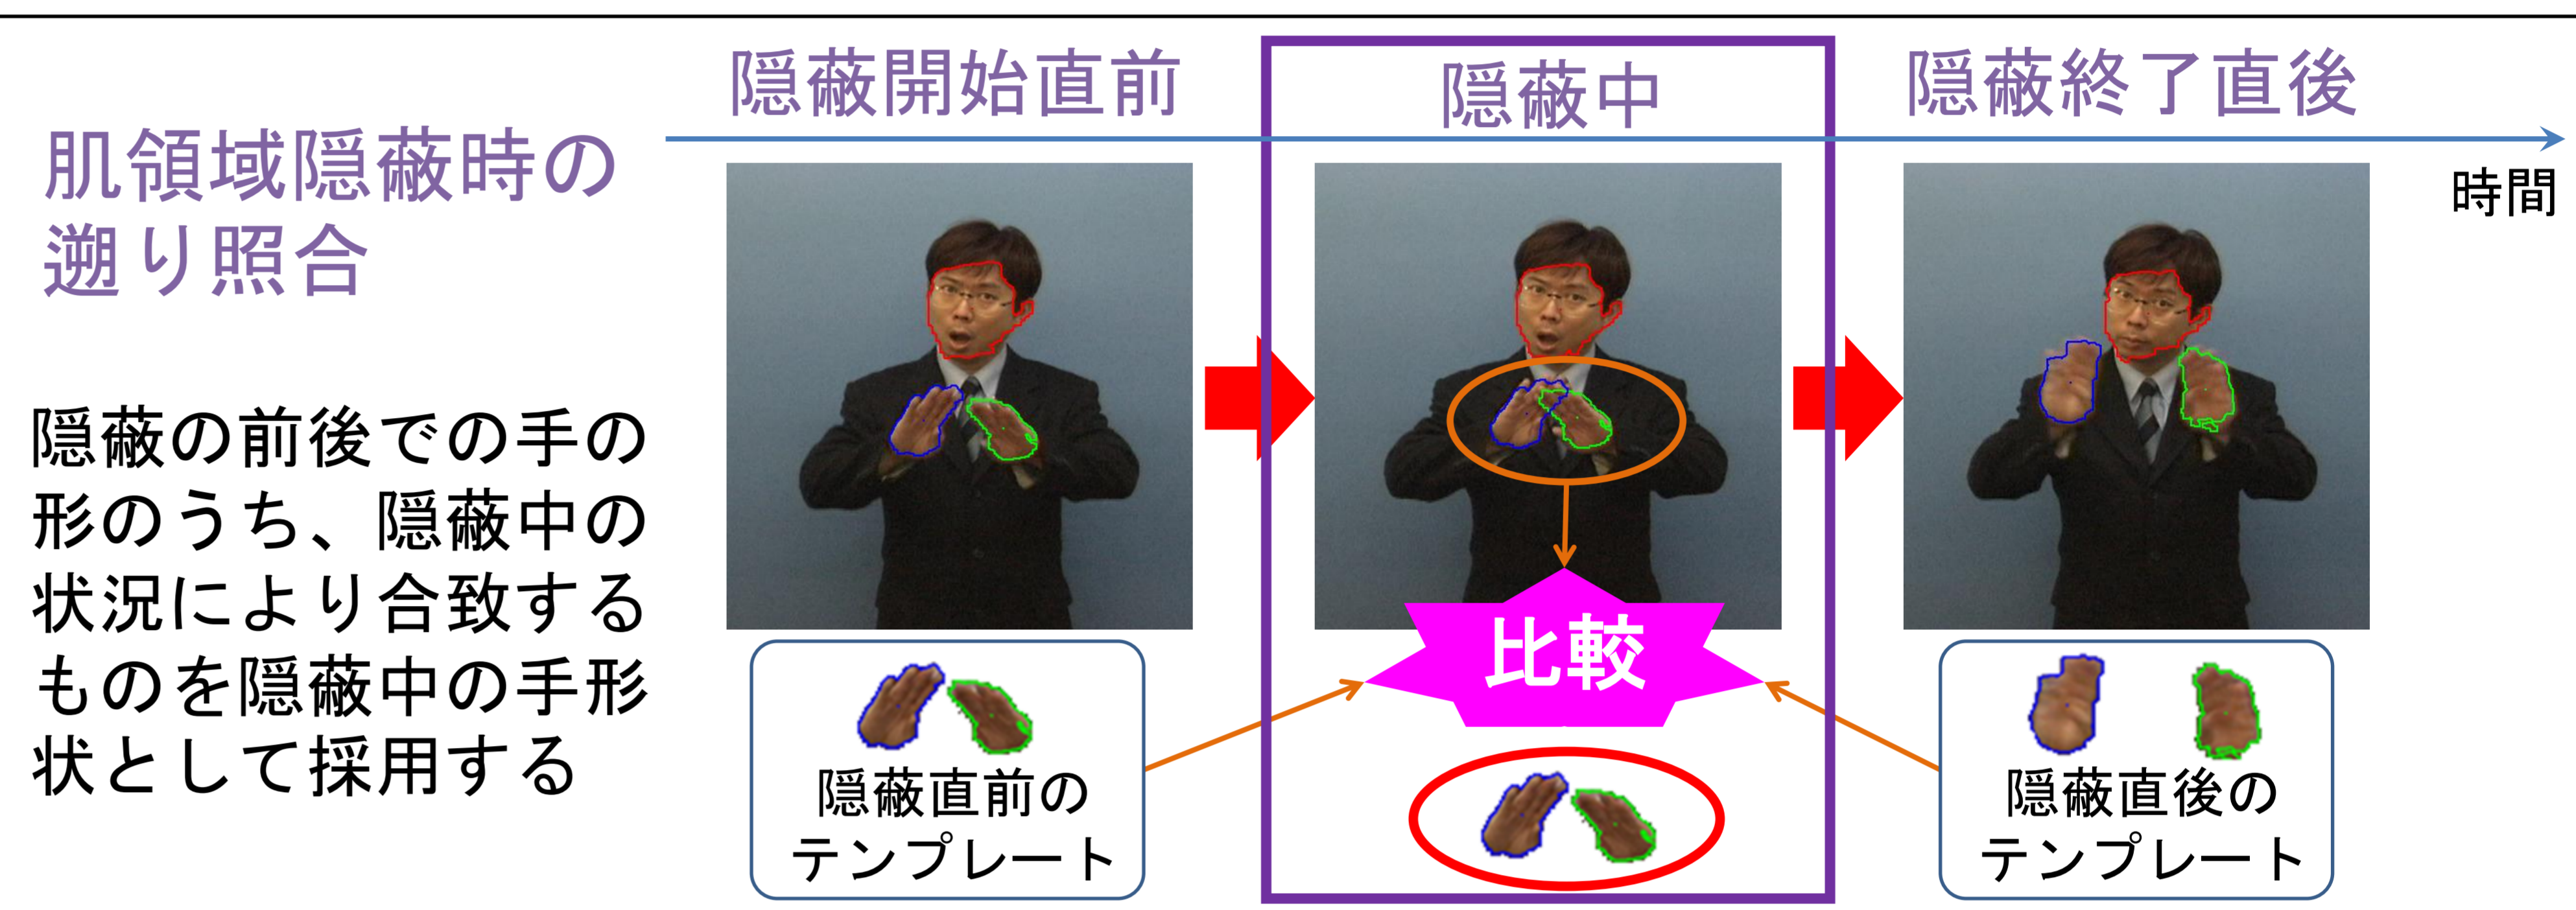 隠蔽開始直前
隠蔽中
隠蔽終了直後
時間
肌領域隠蔽時の
遡り照合
隠蔽の前後での手の
形のうち、隠蔽中の
状況により合致する
ものを隠蔽中の手形
状として採用する
比較
隠蔽直前の
テンプレート
隠蔽直後の
テンプレート